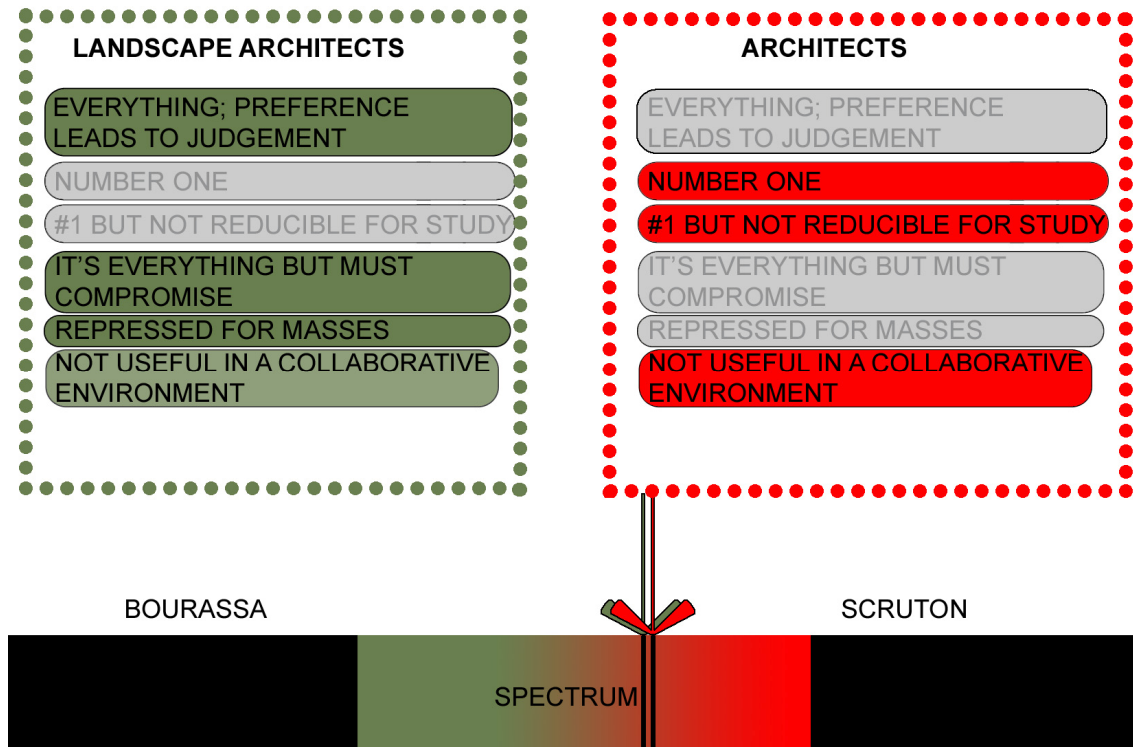 LANDSCAPE ARCHITECTS
EVERYTHING; PREFERENCE
LEADS TO JUDGEMENT
NUMBER ONE
#1 BUT NOT REDUCIBLE FOR STUDY
IT'S EVERYTHING BUT MUST
COMPROMISE
REPRESSED FOR MASSES
NOT USEFUL IN A COLLABORATIVE
ENVIRONMENT
ARCHITECTS
EVERYTHING; PREFERENCE
LEADS TO JUDGEMENT
NUMBER ONE
#1 BUT NOT REDUCIBLE FOR STUDY
IT'S EVERYTHING BUT MUST
COMPROMISE
REPRESSED FOR MASSES
NOT USEFUL IN A COLLABORATIVE
ENVIRONMENT
BOURASSA
SCRUTON
SPECTRUM